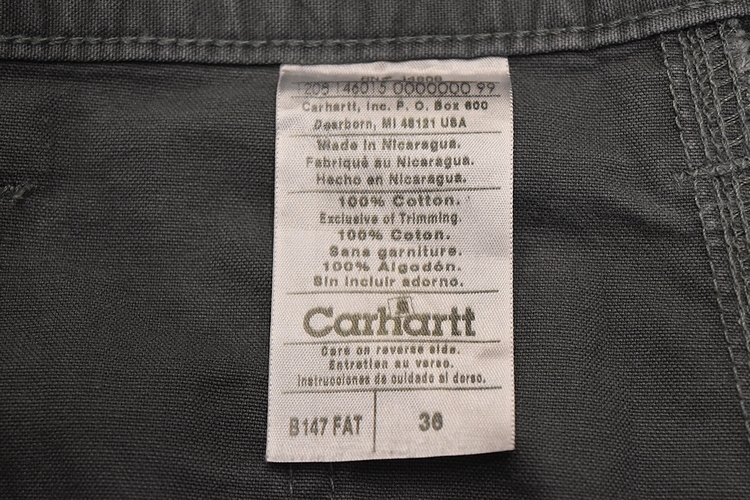 1205 146015 0000000 99
Carhartt, Inc. P. O. Box 600
Dearborn, MI 48121 USA
Made in Nicaragua.
Fabriqué au Nicaragua.
Hecho en Nicaragua.
100% Cotton.
Exclusive of Trimming.
100% Coton.
Sans garniture.
100% Algodón.
Sin incluir adorno.
Carhartt
Care on reverse side.
Entretien au verso.
Instrucciones de cuidado al dorso.
B147 FAT
36